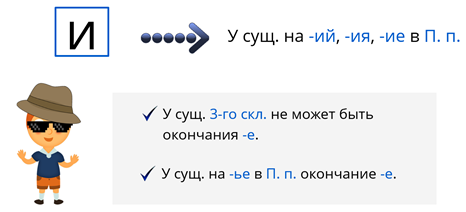 И
У сущ. на -ий, -ия, -ие в П. п.
У сущ. 3-го скл. не может быть
окончания -е.
У сущ. на -ье в П. п. окончание -е.